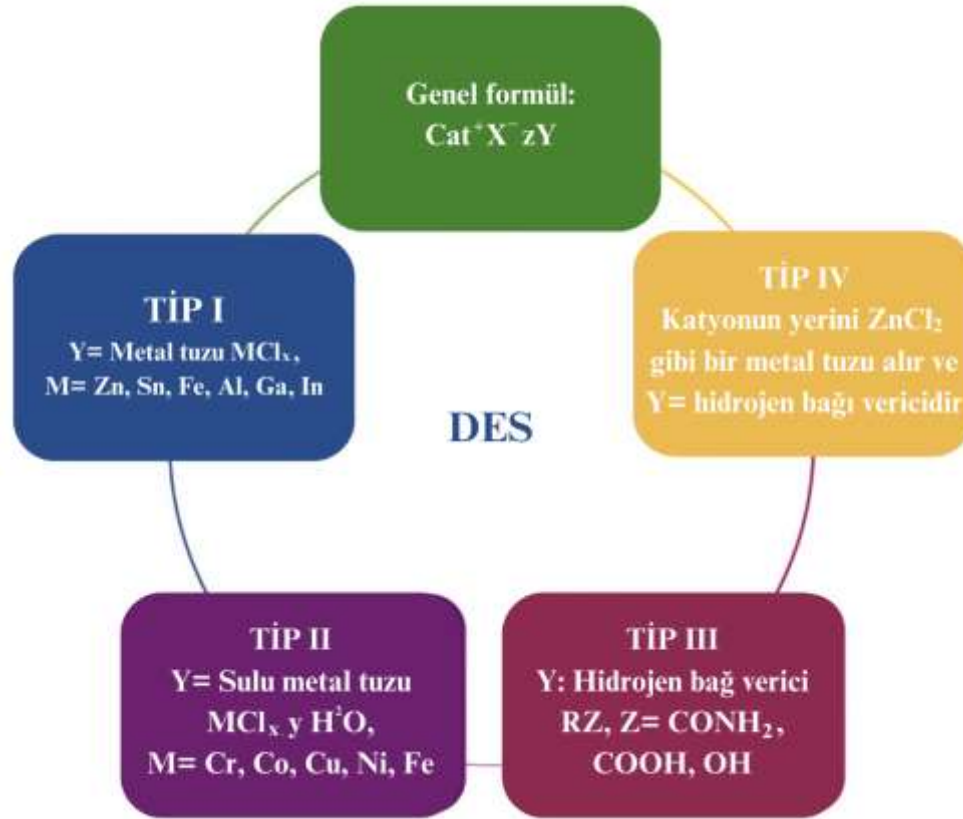 Genel formül:
Cat⁺X⁻zY
TİP I
Y= Metal tuzu MClₓ,
M= Zn, Sn, Fe, Al, Ga, In
TİP IV
Katyonun yerini ZnCl₂
gibi bir metal tuzu alır ve
Y= hidrojen bağı vericidir
DES
TİP II
Y= Sulu metal tuzu
MClₓ y H²O,
M= Cr, Co, Cu, Ni, Fe
TİP III
Y: Hidrojen bağ verici
RZ, Z= CONH₂,
COOH, OH